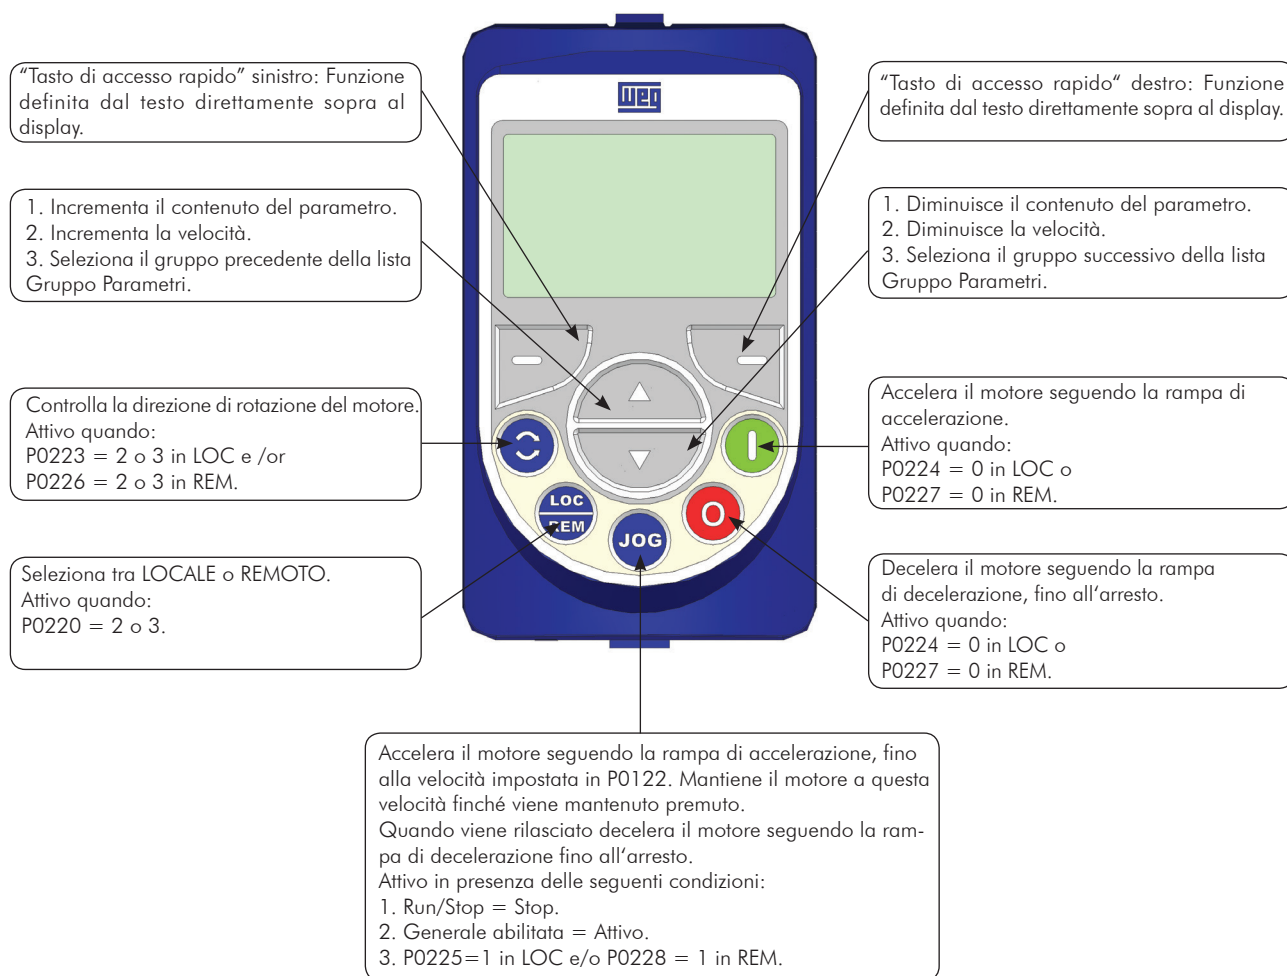 "Tasto di accesso rapido" sinistro: Funzione
definita dal testo direttamente sopra al
display.
"Tasto di accesso rapido“ destro: Funzione
definita dal testo direttamente sopra al display.
weg
1. Incrementa il contenuto del parametro.
2. Incrementa la velocità.
3. Seleziona il gruppo precedente della lista
Gruppo Parametri.
1. Diminuisce il contenuto del parametro.
2. Diminuisce la velocità.
3. Seleziona il gruppo successivo della lista
Gruppo Parametri.
Controlla la direzione di rotazione del motore.
Attivo quando:
P0223 = 2 o 3 in LOC e /or
P0226 = 2 o 3 in REM.
Accelera il motore seguendo la rampa di
accelerazione.
Attivo quando:
P0224 = 0 in LOC o
P0227 = 0 in REM.
LOC
REM
JOG
O
Seleziona tra LOCALE o REMOTO.
Attivo quando:
P0220 = 2 o 3.
Decelera il motore seguendo la rampa
di decelerazione, fino all‘arresto.
Attivo quando:
P0224 = 0 in LOC o
P0227 = 0 in REM.
Accelera il motore seguendo la rampa di accelerazione, fino
alla velocità impostata in P0122. Mantiene il motore a questa
velocità finché viene mantenuto premuto.
Quando viene rilasciato decelera il motore seguendo la ram-
pa di decelerazione fino all‘arresto.
Attivo in presenza delle seguenti condizioni:
1. Run/Stop = Stop.
2. Generale abilitata = Attivo.
3. P0225=1 in LOC e/o P0228 = 1 in REM.